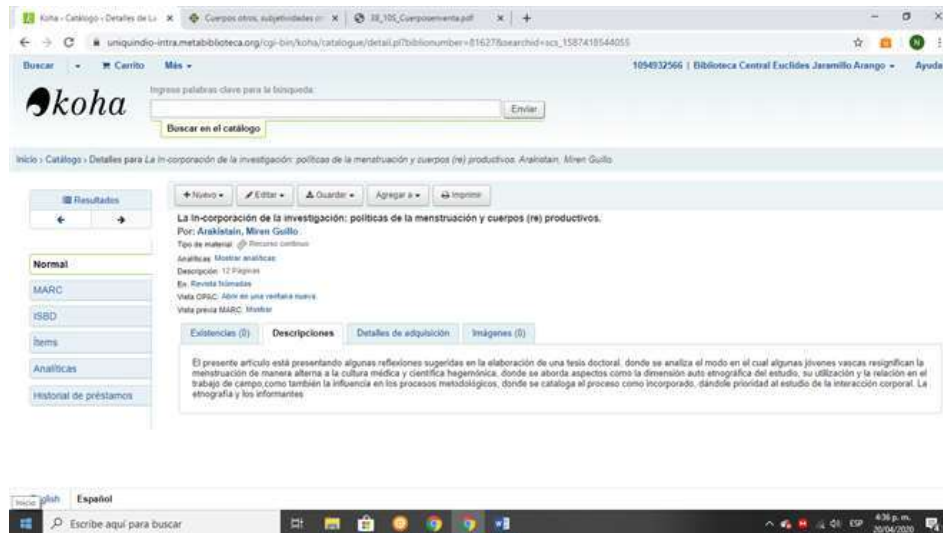 Koha › Catálogo › Detalles de La
Cuerpos otros, subjetividades o
III_10S_Cuerposenventa.pdf
uniquindio-intra.metabiblioteca.org/cgi-bin/koha/catalogue/detail.pl?biblionumber=81627&searchid=scs_1587418544055
Buscar Carrito Más 1094932566 | Biblioteca Central Euclides Jaramillo Arango Ayuda
koha
Ingrese palabras clave para la búsqueda:
Enviar
Buscar en el catálogo
Inicio › Catálogo › Detalles para La In-corporación de la investigación: políticas de la menstruación y cuerpos (re) productivos. Arakistain, Miren Guillo
Resultados
+ Nuevo Editar Guardar Agregar a Imprimir
La In-corporación de la investigación: políticas de la menstruación y cuerpos (re) productivos.
Por: Arakistain, Miren Guillo
Tipo de material: Recurso continuo
Analíticas: Mostrar analíticas
Descripción: 12 Páginas
En: Revista Nómadas
Vista OPAC: Abrir en una ventana nueva.
Vista previa MARC: Mostrar
Normal
MARC
ISBD
Ítems
Analíticas
Historial de préstamos
Existencias (0) Descripciones Detalles de adquisición Imágenes (0)
El presente artículo está presentando algunas reflexiones sugeridas en la elaboración de una tesis doctoral. donde se analiza el modo en el cual algunas jóvenes vascas resignifican la
menstruación de manera alterna a la cultura médica y científica hegemónica. donde se aborda aspectos como la dimensión auto etnográfica del estudio, su utilización y la relación en el
trabajo de campo,como también la influencia en los procesos metodológicos, donde se cataloga el proceso como incorporado, dándole prioridad al estudio de la interacción corporal. La
etnografía y los informantes
Inicio
English Español
Escribe aquí para buscar
ESP
4:36 p. m.
20/04/2020